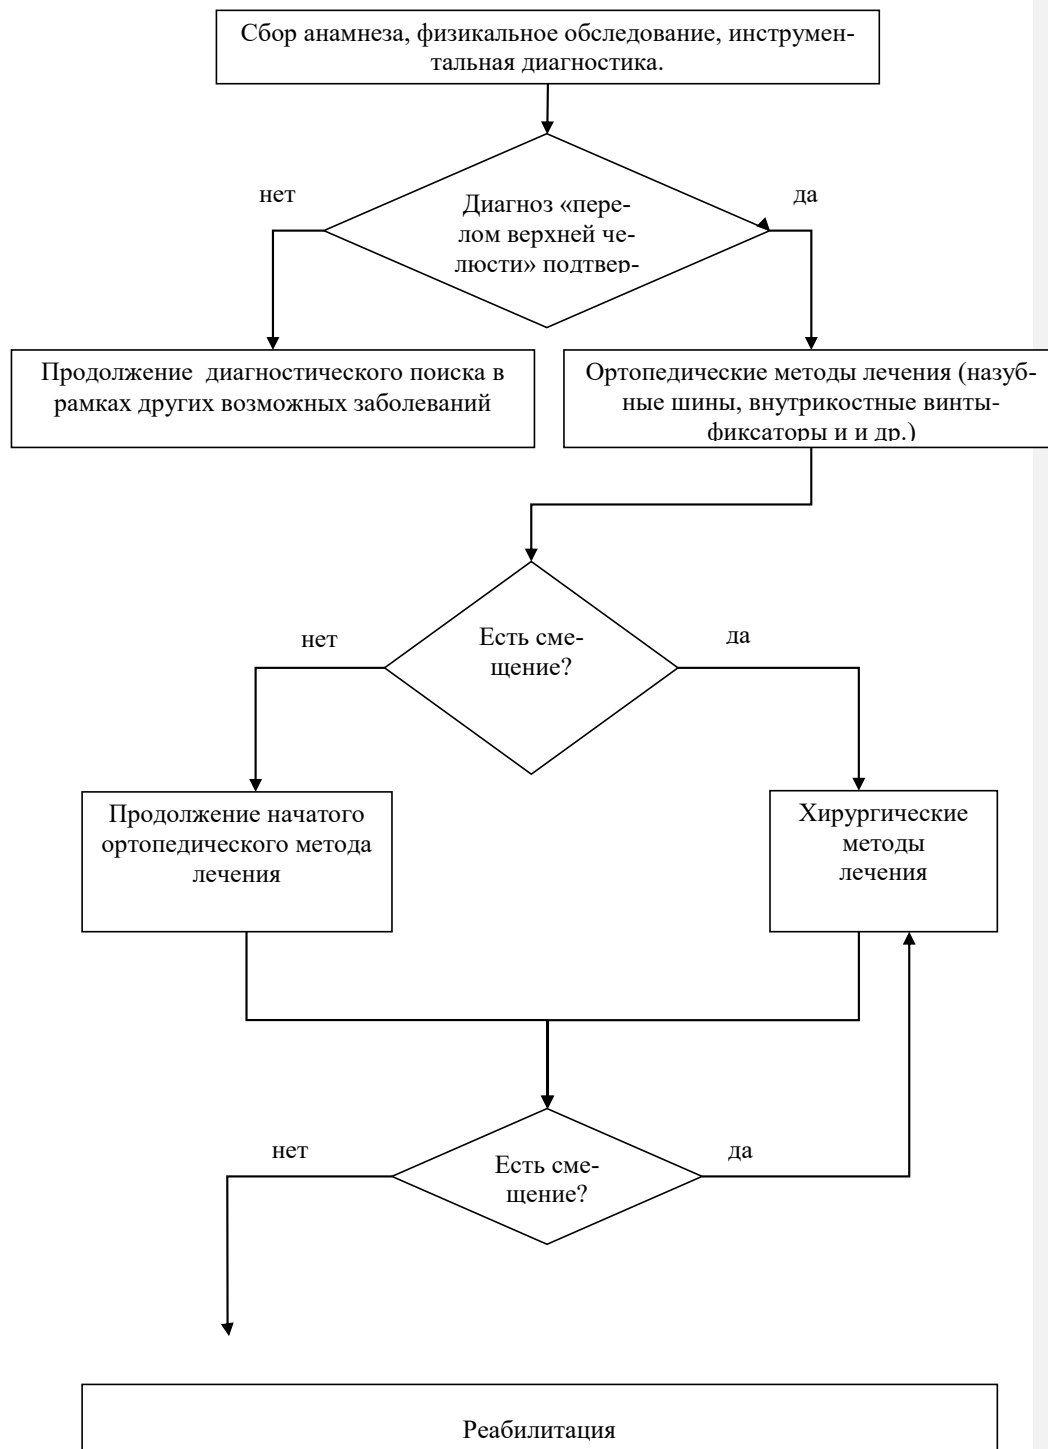 Сбор анамнеза, физикальное обследование, инструмен-
тальная диагностика.
нет
да
Диагноз «пере-
лом верхней че-
люсти» подтвер-
Продолжение диагностического поиска в
рамках других возможных заболеваний
Ортопедические методы лечения (назуб-
ные шины, внутрикостные винты-
фиксаторы и и др.)
нет
Есть сме-
щение?
да
Продолжение начатого
ортопедического метода
лечения
Хирургические
методы
лечения
нет
Есть сме-
щение?
да
Реабилитация